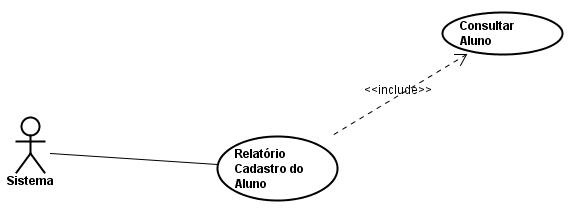 Consultar
Aluno
<<include>>
Relatório
Cadastro do
Aluno
Sistema